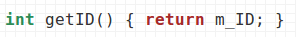 int getID() { return m_ID; }